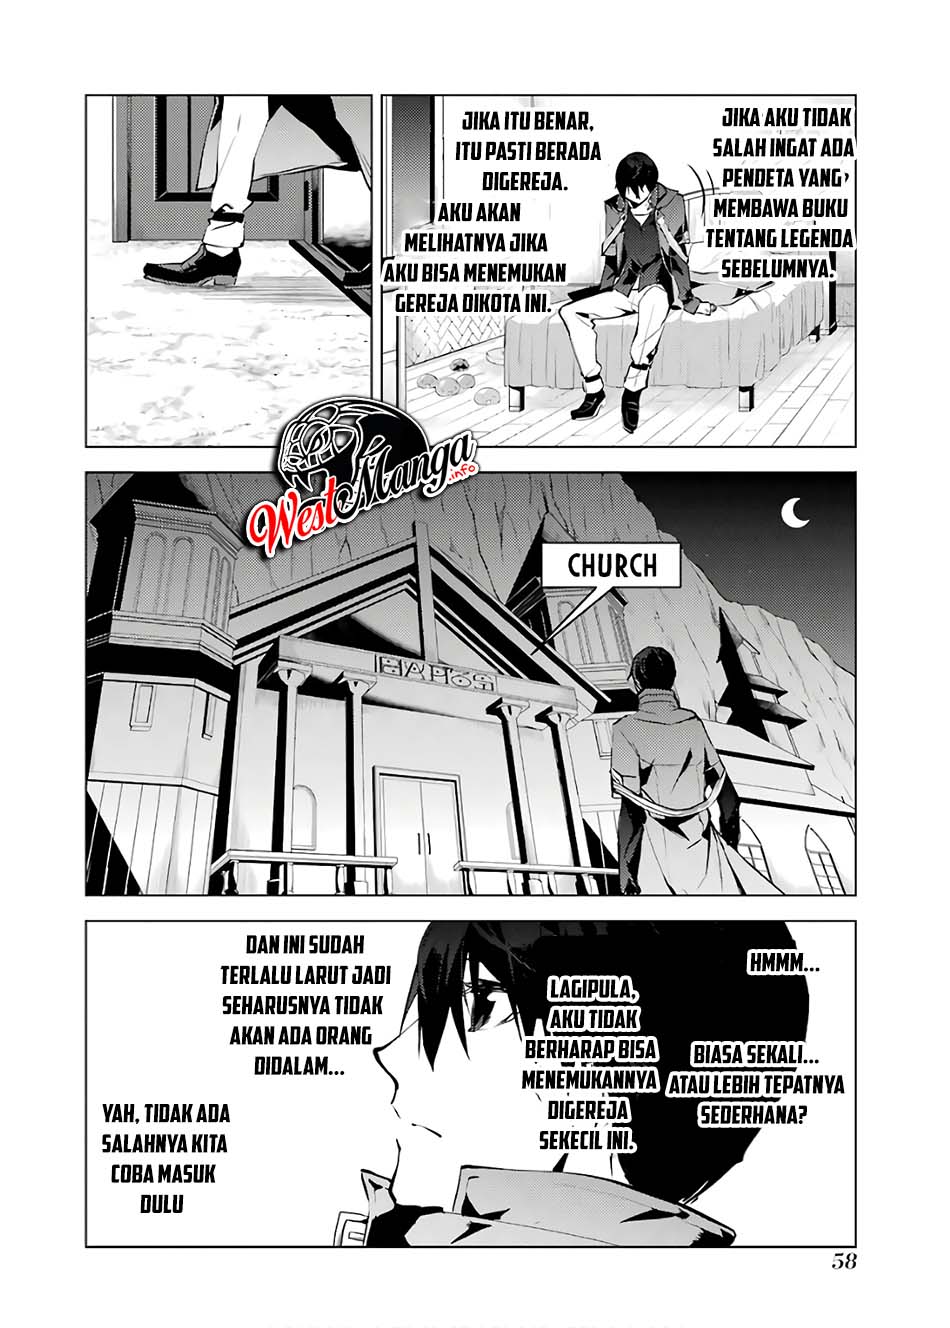 JIKA AKU TIDAK
SALAH INGAT ADA
PENDETA YANG
MEMBAWA BUKU
TENTANG LEGENDA
SEBELUMNYA.
JIKA ITU BENAR,
ITU PASTI BERADA
DIGEREJA.
AKU AKAN
MELIHATNYA JIKA
AKU BISA MENEMUKAN
GEREJA DIKOTA INI.
WestManga
.info
CHURCH
HMMM...
BIASA SEKALI...
ATAU LEBIH TEPATNYA
SEDERHANA?
LAGIPULA,
AKU TIDAK
BERHARAP BISA
MENEMUKANNYA
DIGEREJA
SEKECIL INI.
DAN INI SUDAH
TERLALU LARUT JADI
SEHARUSNYA TIDAK
AKAN ADA ORANG
DIDALAM...
YAH, TIDAK ADA
SALAHNYA KITA
COBA MASUK
DULU
58